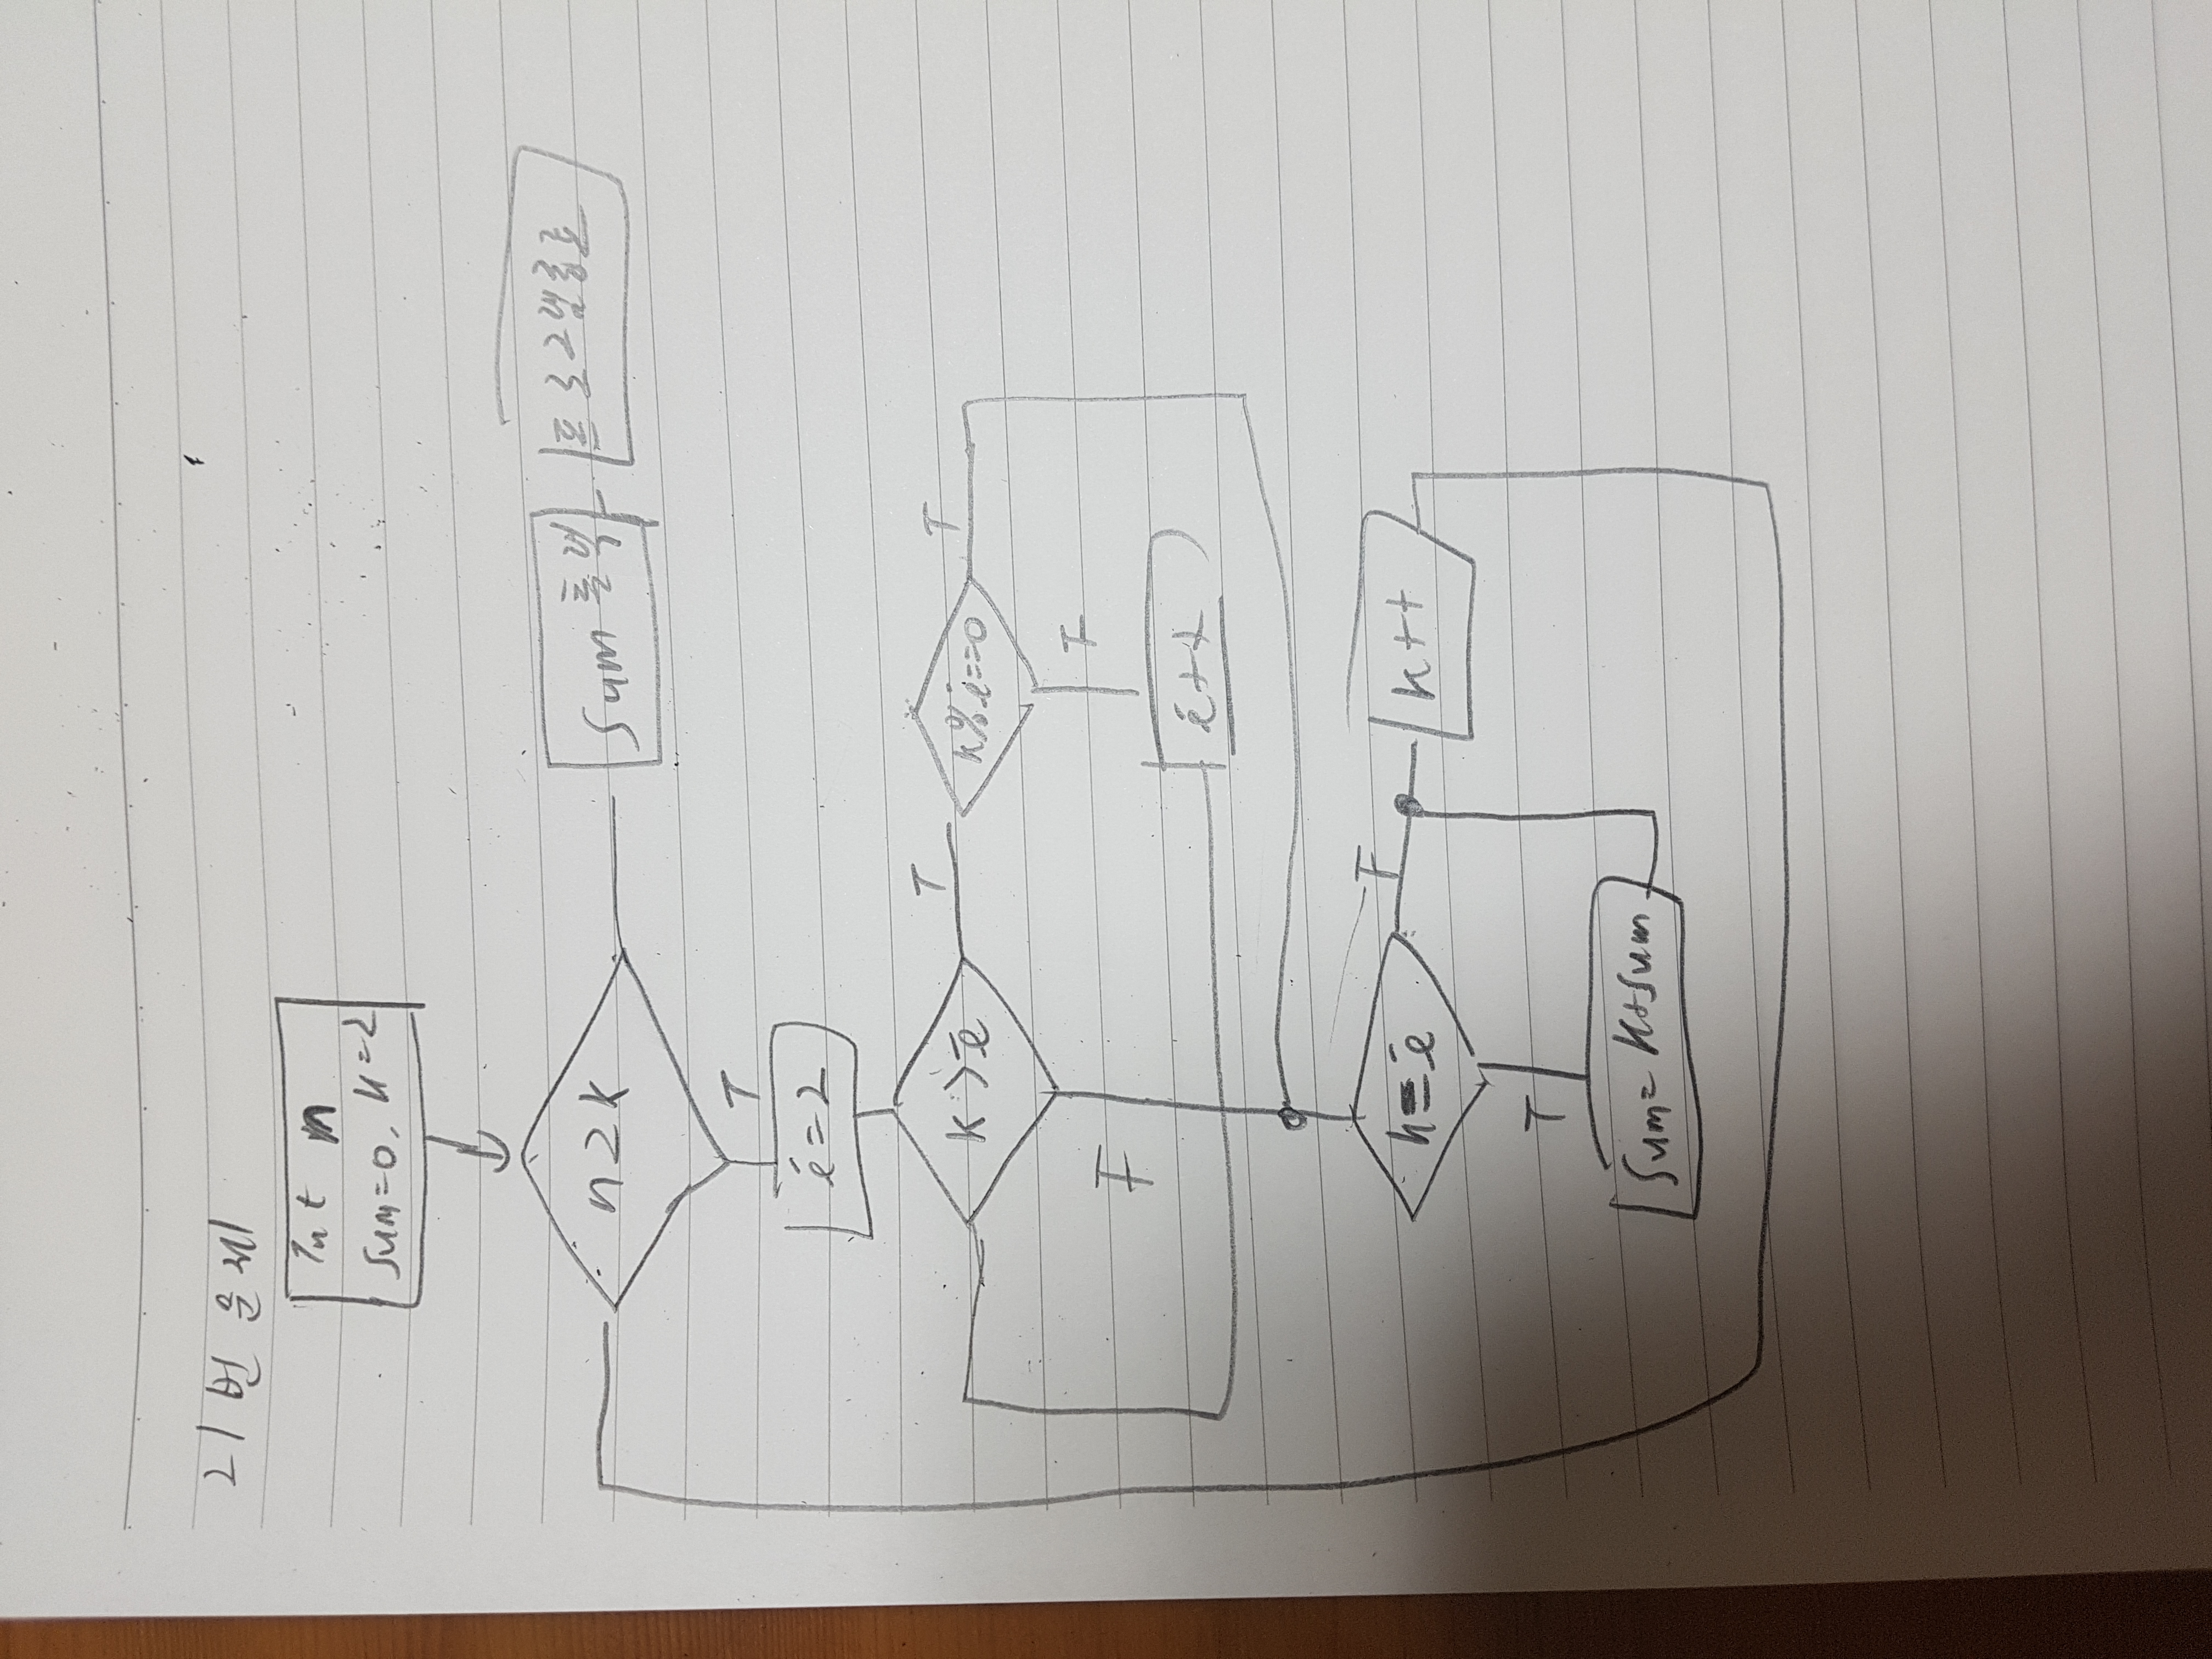 21번 문제
Int n
Sum=0, k=2
n≥k
Sum 출력
프로그램종료
T
i=2
k>i
T
k%i==0
T
F
F
i++
k=i
F
k++
T
Sum=k+Sum